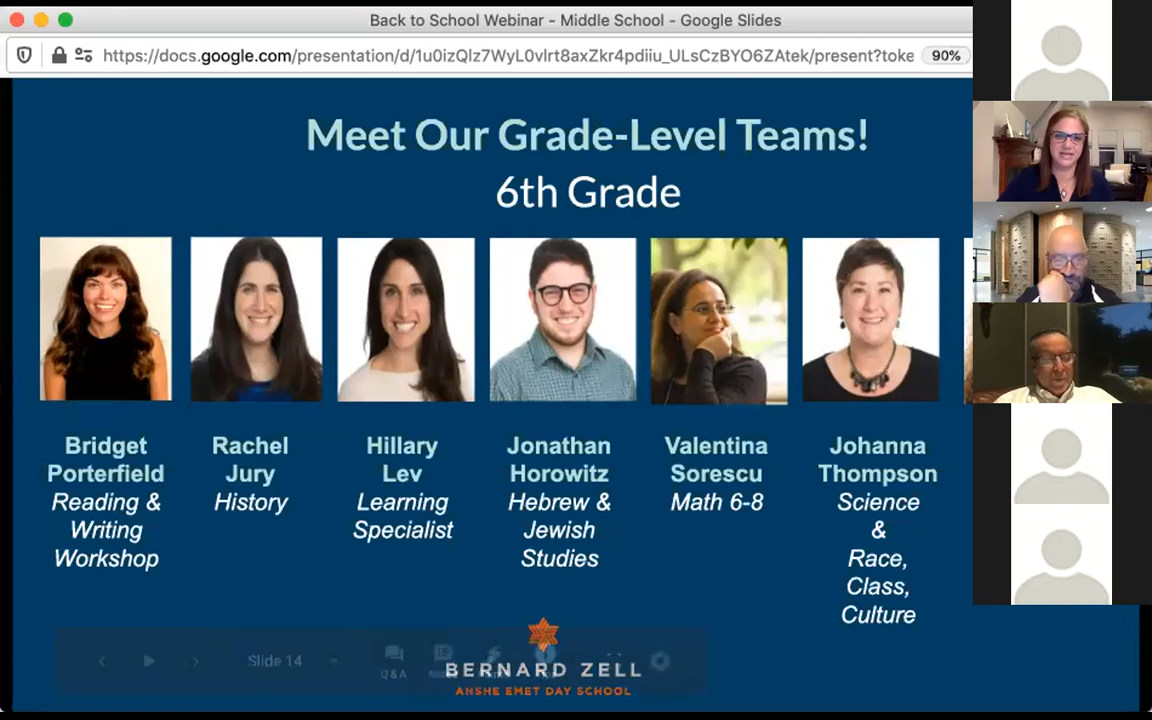 Back to School Webinar - Middle School - Google Slides
https://docs.google.com/presentation/d/1u0izQlz7WyL0vlrt8axZkr4pdiiu_ULsCzBYO6ZAtek/present?toke
90%
Meet Our Grade-Level Teams!
6th Grade
Bridget
Porterfield
Reading &
Writing
Workshop
Rachel
Jury
History
Hillary
Lev
Learning
Specialist
Jonathan
Horowitz
Hebrew &
Jewish
Studies
Valentina
Sorescu
Math 6-8
Johanna
Thompson
Science
&
Race,
Class,
Culture
Slide 14
Q&A
BERNARD ZELL
ANSHE EMET DAY SCHOOL